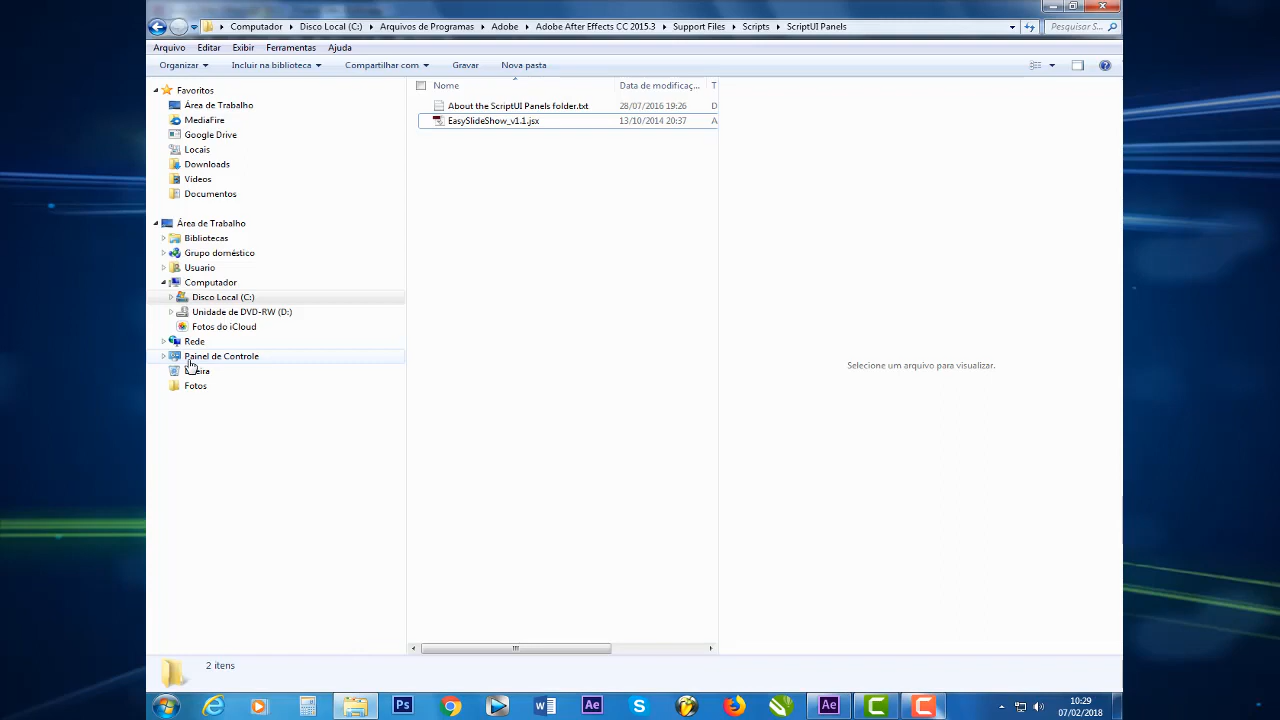 Computador Disco Local (C:) Arquivos de Programas Adobe Adobe After Effects CC 2015.3 Support Files Scripts ScriptUI Panels Pesquisar S...
Arquivo Editar Exibir Ferramentas Ajuda
Organizar Incluir na biblioteca Compartilhar com Gravar Nova pasta
Favoritos
Área de Trabalho
MediaFire
Google Drive
Locais
Downloads
Vídeos
Documentos
Área de Trabalho
Bibliotecas
Grupo doméstico
Usuario
Computador
Disco Local (C:)
Unidade de DVD-RW (D:)
Fotos do iCloud
Rede
Painel de Controle
Fotos
Nome Data de modificaç... T
About the ScriptUI Panels folder.txt 28/07/2016 19:26 D
EasySlideShow_v1.1.jsx 13/10/2014 20:37 A
Selecione um arquivo para visualizar.
2 itens
Ps W Ae S Ae C C
10:29
07/02/2018